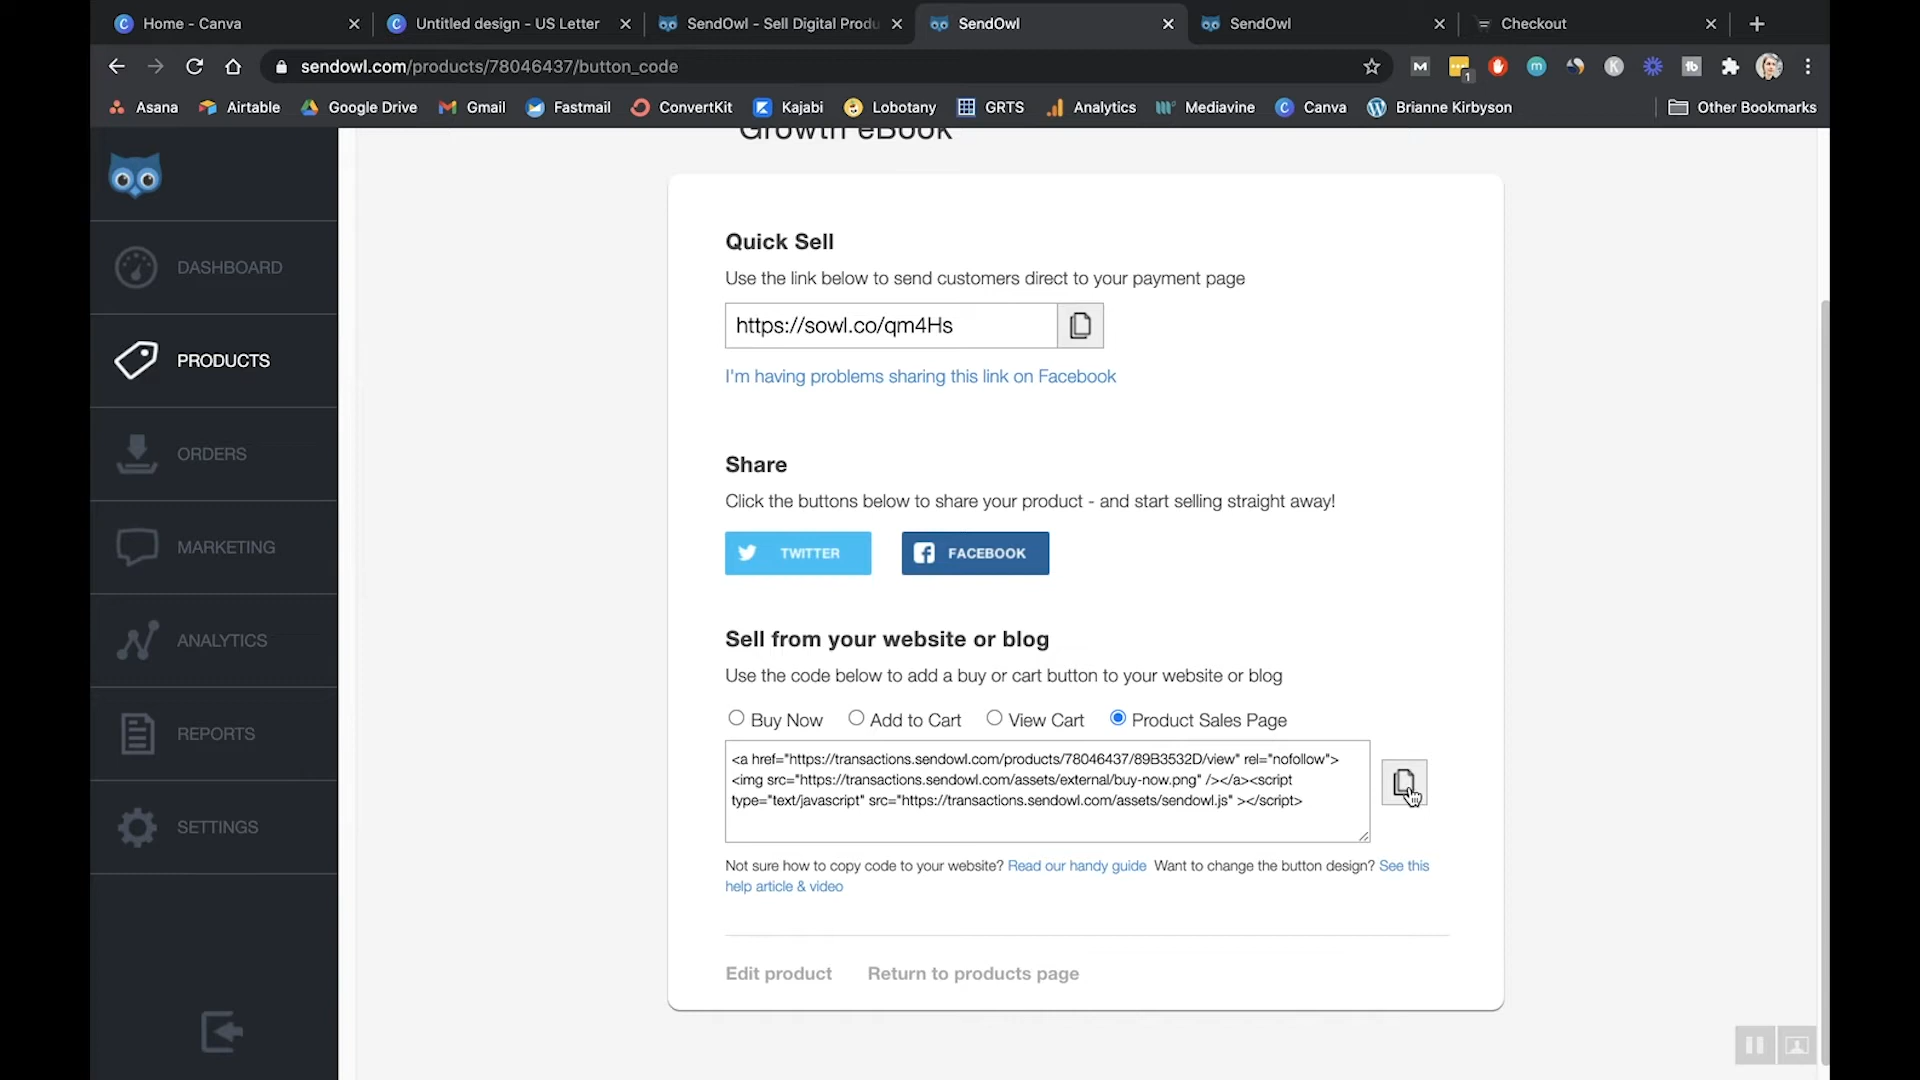 Home - Canva
Untitled design - US Letter
SendOwl - Sell Digital Produ
SendOwl
SendOwl
Checkout
sendowl.com/products/78046437/button_code
1
Asana
Airtable
Google Drive
Gmail
Fastmail
ConvertKit
Kajabi
Lobotany
GRTS
Analytics
Mediavine
Canva
Brianne Kirbyson
Other Bookmarks
Growth eBook
DASHBOARD
PRODUCTS
ORDERS
MARKETING
ANALYTICS
REPORTS
SETTINGS
Quick Sell
Use the link below to send customers direct to your payment page
https://sowl.co/qm4Hs
I'm having problems sharing this link on Facebook
Share
Click the buttons below to share your product - and start selling straight away!
TWITTER
FACEBOOK
Sell from your website or blog
Use the code below to add a buy or cart button to your website or blog
Buy Now
Add to Cart
View Cart
Product Sales Page
<a href="https://transactions.sendowl.com/products/78046437/89B3532D/view" rel="nofollow">
<img src="https://transactions.sendowl.com/assets/external/buy-now.png" /></a><script
type="text/javascript" src="https://transactions.sendowl.com/assets/sendowl.js" ></script>
Not sure how to copy code to your website? Read our handy guide Want to change the button design? See this
help article & video
Edit product
Return to products page